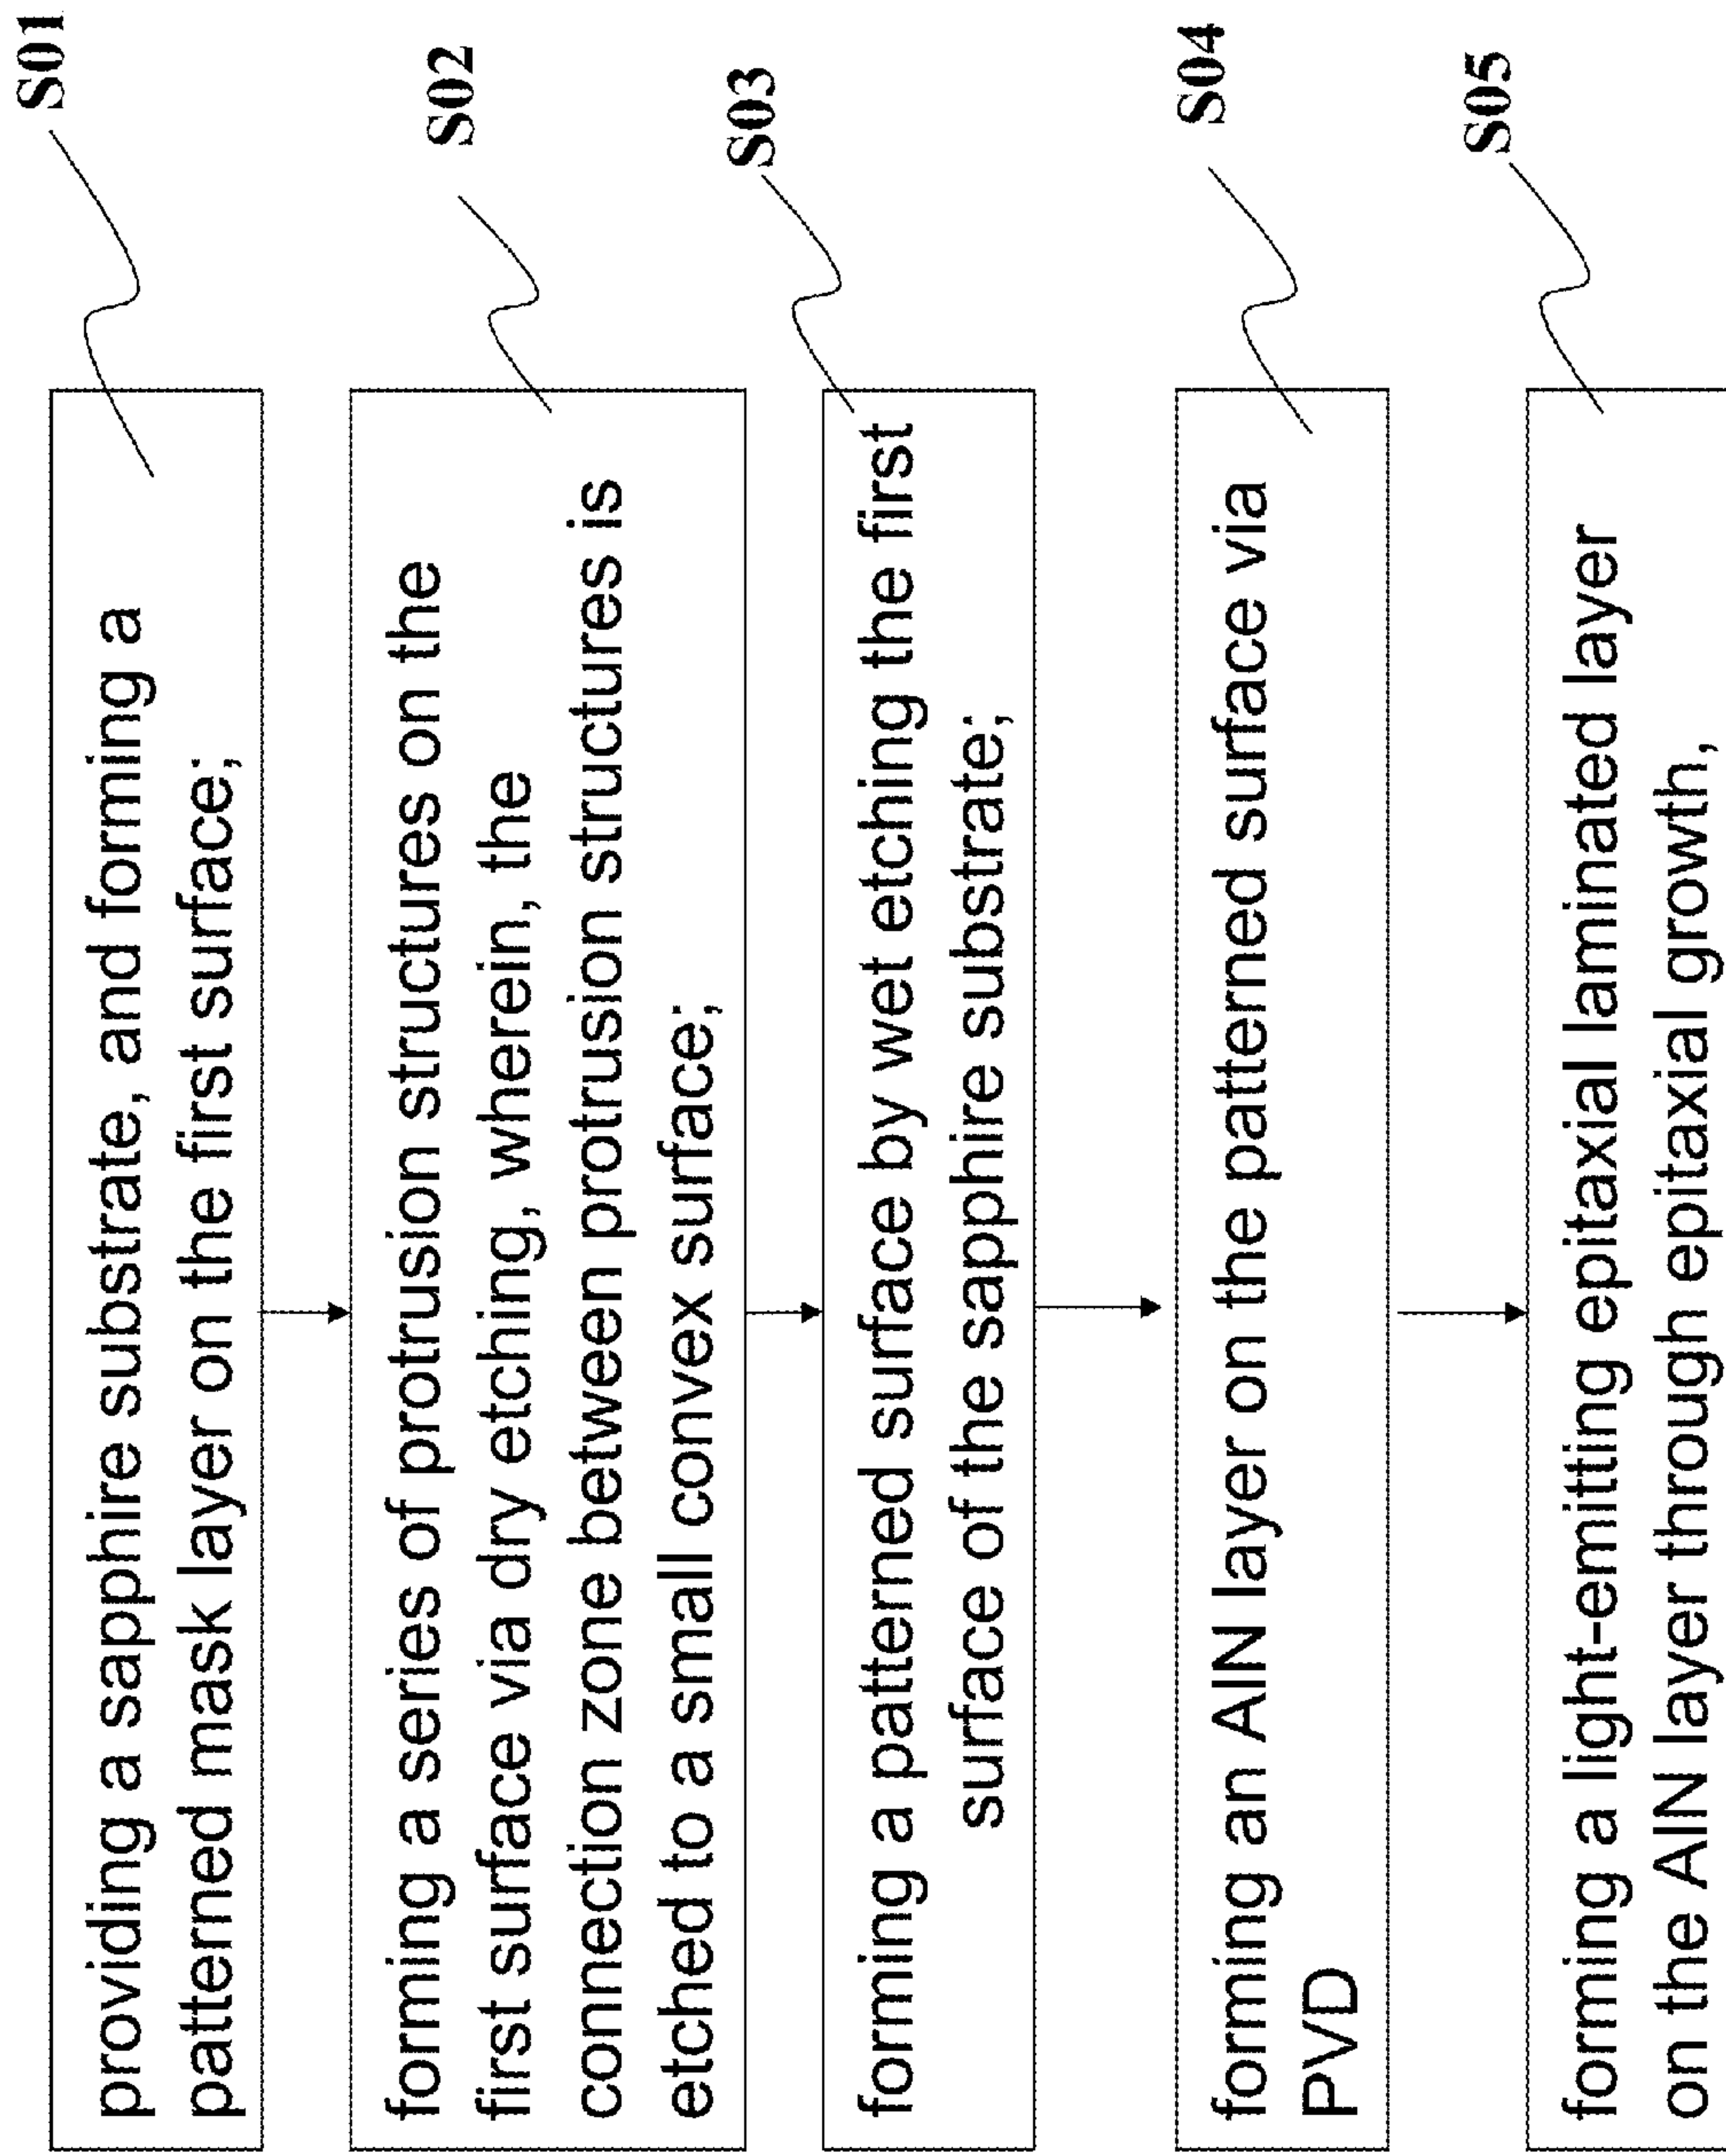 providing a sapphire substrate, and forming a
patterned mask layer on the first surface;
S01
forming a series of protrusion structures on the
first surface via dry etching, wherein, the
connection zone between protrusion structures is
etched to a small convex surface;
S02
forming a patterned surface by wet etching the first
surface of the sapphire substrate;
S03
forming an AlN layer on the patterned surface via
PVD
S04
forming a light-emitting epitaxial laminated layer
on the AlN layer through epitaxial growth,
S05